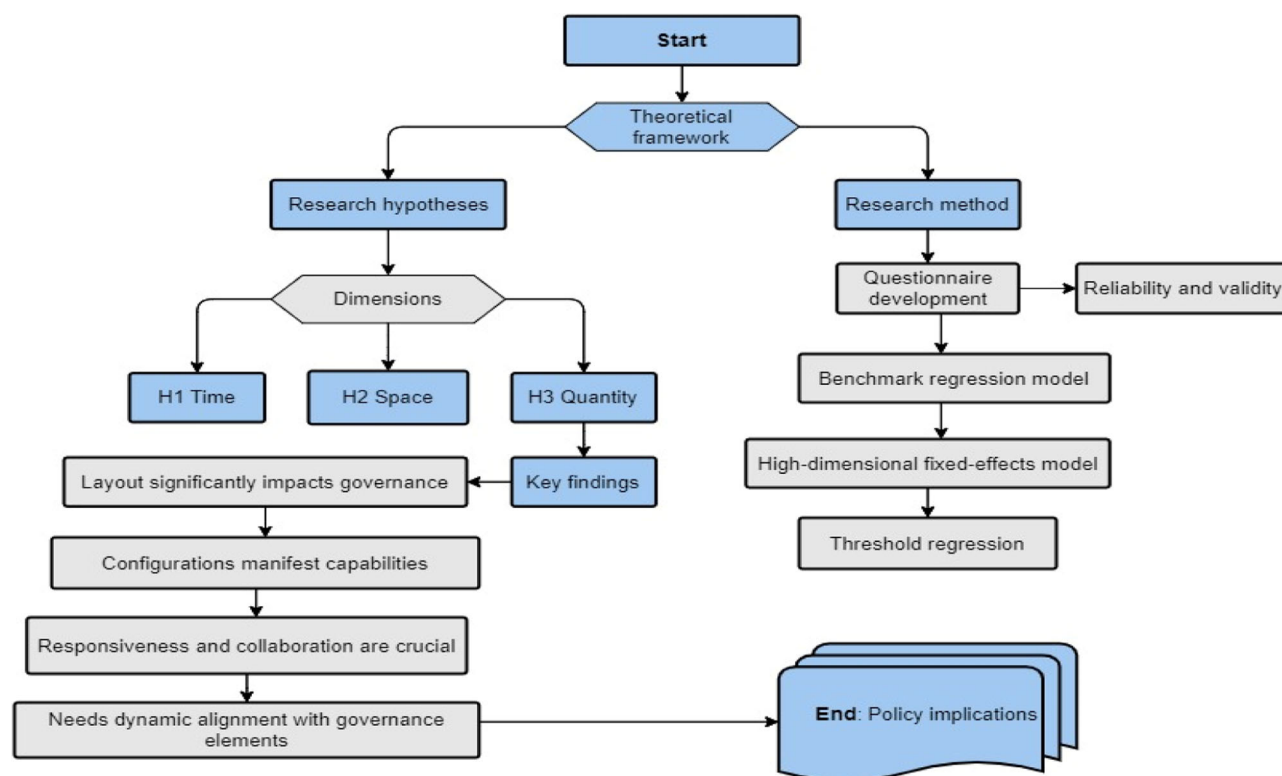 Start
Theoretical
framework
Research hypotheses
Research method
Questionnaire
development
Reliability and validity
Dimensions
Benchmark regression model
H1 Time
H2 Space
H3 Quantity
High-dimensional fixed-effects model
Layout significantly impacts governance
Key findings
Threshold regression
Configurations manifest capabilities
Responsiveness and collaboration are crucial
Needs dynamic alignment with governance
elements
End: Policy implications